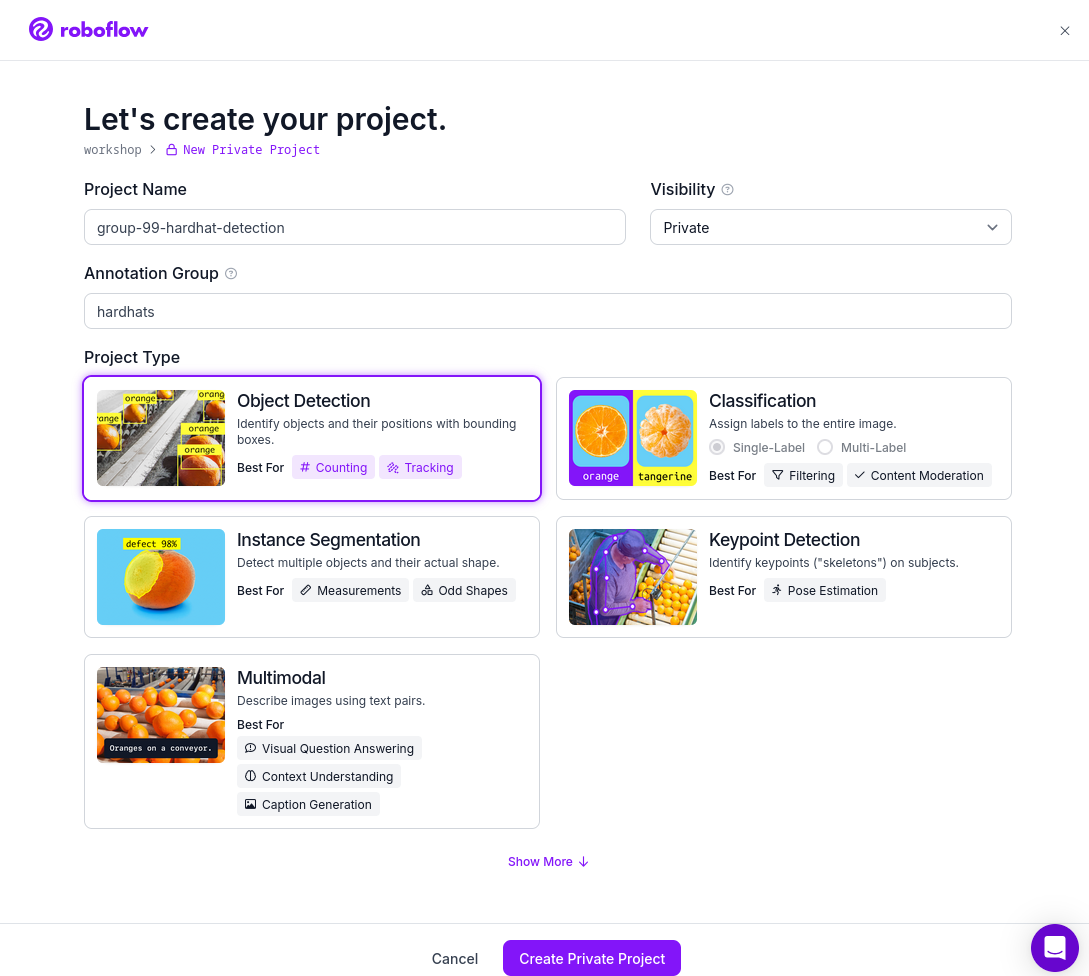 roboflow
Let's create your project.
workshop > New Private Project
Project Name
Visibility
group-99-hardhat-detection
Private
Annotation Group
hardhats
Project Type
orange
orang
ange
orange
orange
Object Detection
Identify objects and their positions with bounding
boxes.
Best For # Counting Tracking
orange
tangerine
Classification
Assign labels to the entire image.
Single-Label Multi-Label
Best For Filtering Content Moderation
defect 98%
Instance Segmentation
Detect multiple objects and their actual shape.
Best For Measurements Odd Shapes
Keypoint Detection
Identify keypoints ("skeletons") on subjects.
Best For Pose Estimation
Oranges on a conveyor.
Multimodal
Describe images using text pairs.
Best For
Visual Question Answering
Context Understanding
Caption Generation
Show More ↓
Cancel
Create Private Project